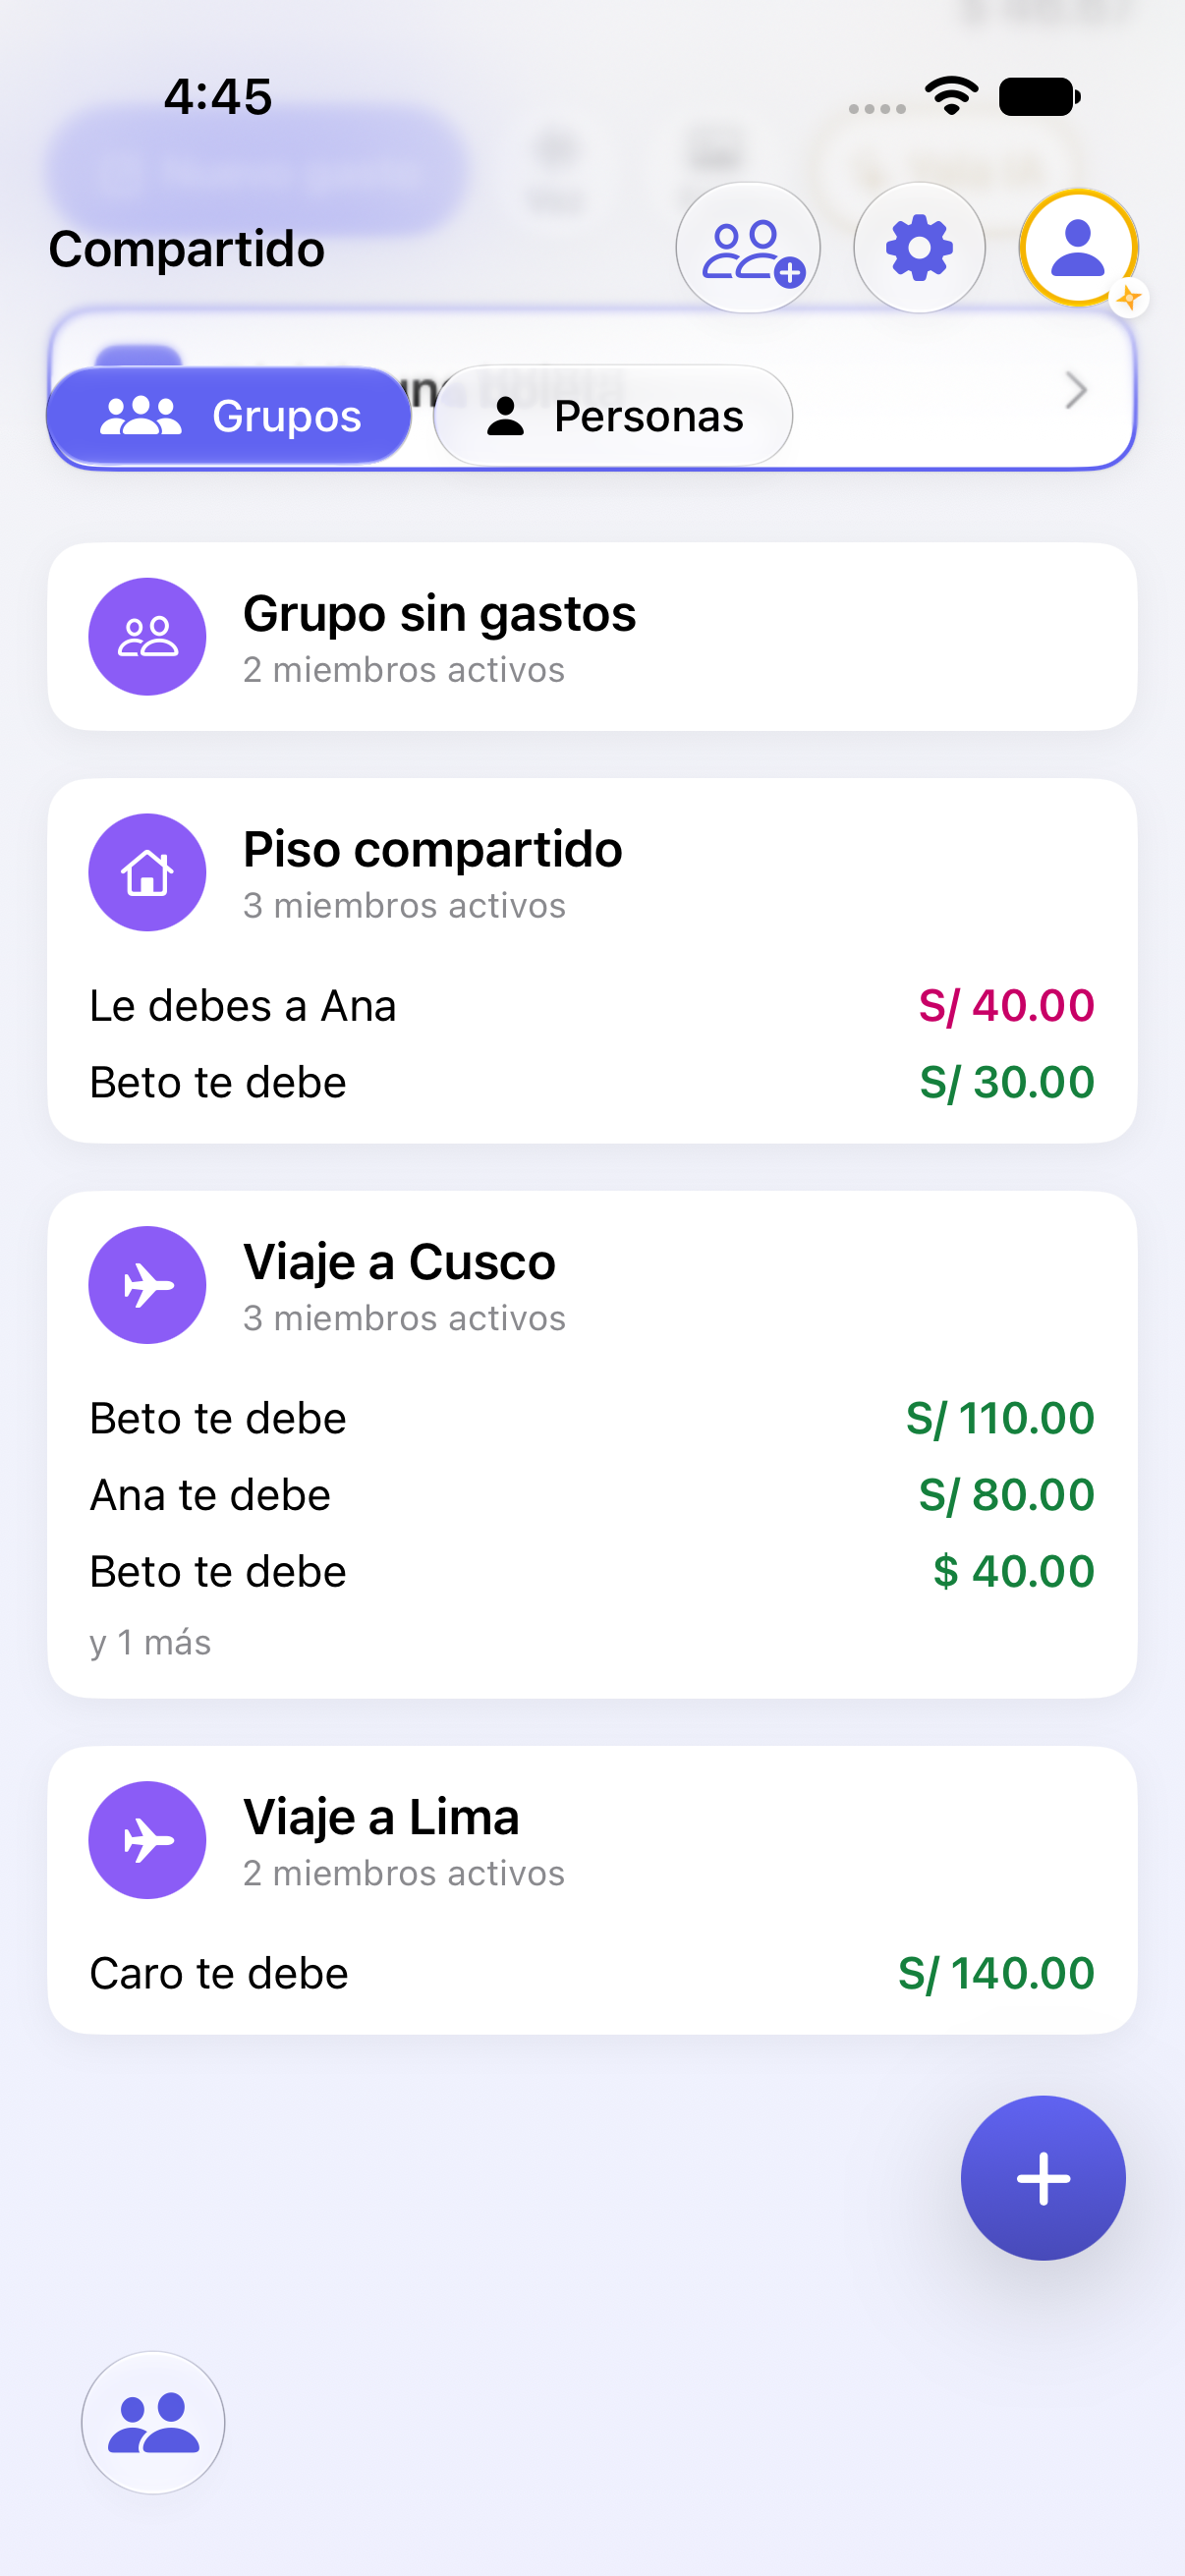 4:45
Compartido
Grupos
Personas
Grupo sin gastos
2 miembros activos
Piso compartido
3 miembros activos
Le debes a Ana
S/ 40.00
Beto te debe
S/ 30.00
Viaje a Cusco
3 miembros activos
Beto te debe
S/ 110.00
Ana te debe
S/ 80.00
Beto te debe
$ 40.00
y 1 más
Viaje a Lima
2 miembros activos
Caro te debe
S/ 140.00